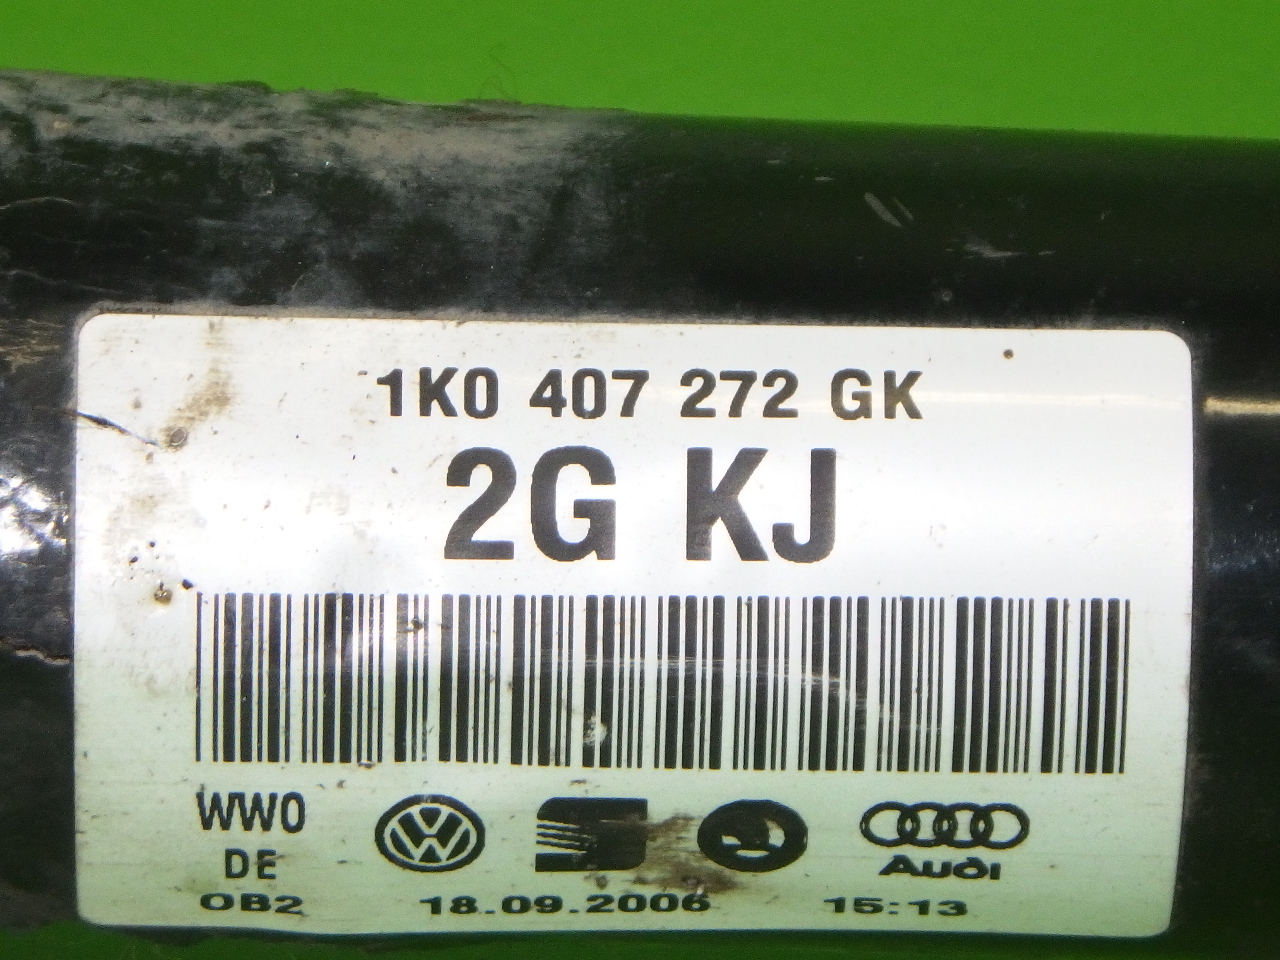 1K0 407 272 GK
2G KJ
WW0
DE
OB2
Audi
18.09.2006 15:13